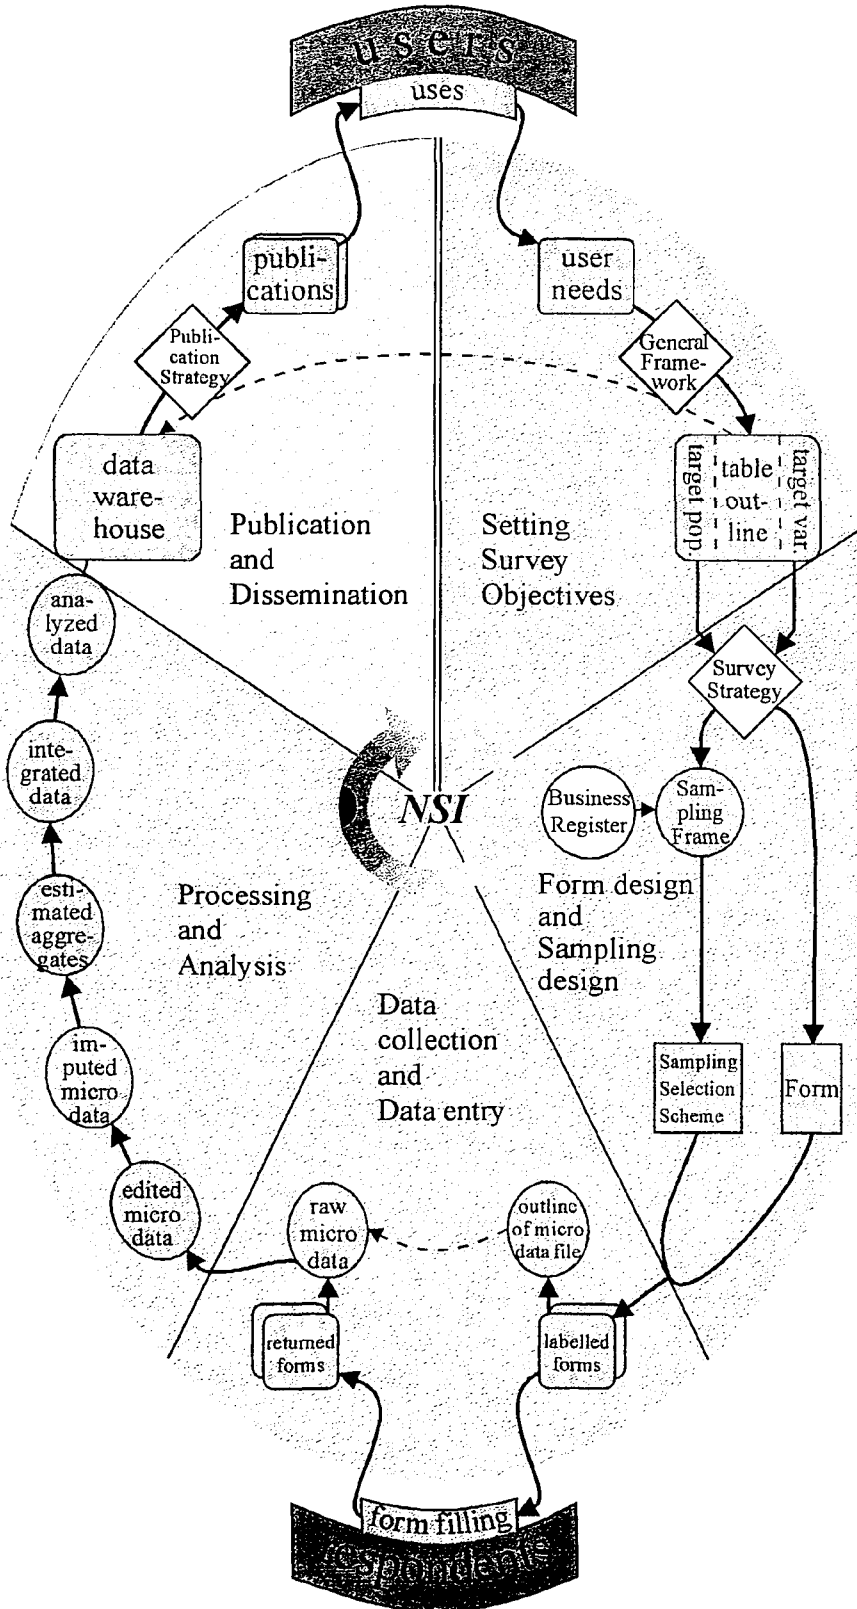 users
uses
publi-
cations
user
needs
Publi-
cation
Strategy
General
Frame-
work
data
ware-
house
target pop.
table
out-
line
target var.
Publication
and
Dissemination
Setting
Survey
Objectives
ana-
lyzed
data
Survey
Strategy
inte-
grated
data
NSI
Business
Register
Sam-
pling
Frame
esti-
mated
aggre-
gates
Processing
and
Analysis
Form design
and
Sampling
design
Data
collection
and
Data entry
im-
puted
micro
data
Sampling
Selection
Scheme
Form
edited
micro
data
raw
micro
data
outline
of micro
data file
returned
forms
labelled
forms
form filling
respondents